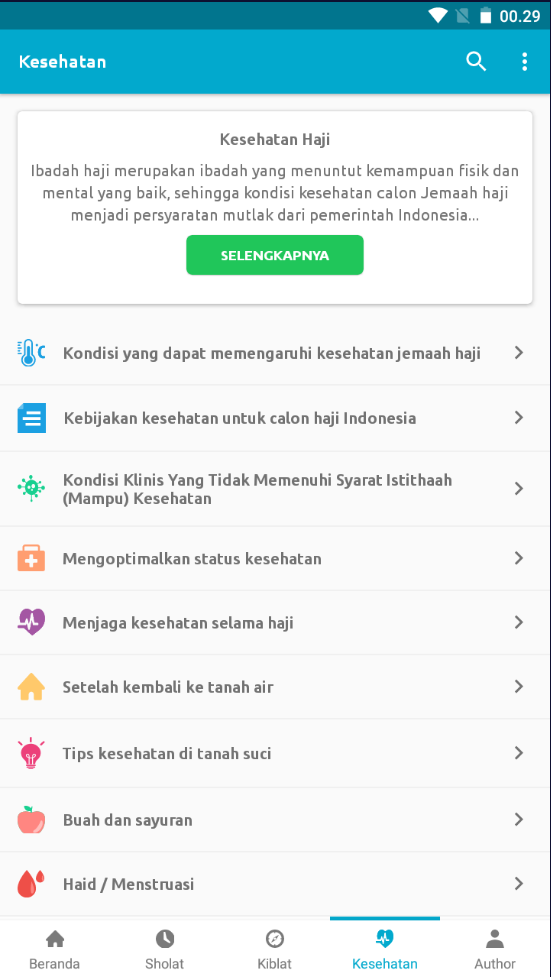 00.29
Kesehatan
Kesehatan Haji
Ibadah haji merupakan ibadah yang menuntut kemampuan fisik dan
mental yang baik, sehingga kondisi kesehatan calon Jemaah haji
menjadi persyaratan mutlak dari pemerintah Indonesia...
SELENGKAPNYA
Kondisi yang dapat memengaruhi kesehatan jemaah haji
Kebijakan kesehatan untuk calon haji Indonesia
Kondisi Klinis Yang Tidak Memenuhi Syarat Istithaah
(Mampu) Kesehatan
Mengoptimalkan status kesehatan
Menjaga kesehatan selama haji
Setelah kembali ke tanah air
Tips kesehatan di tanah suci
Buah dan sayuran
Haid / Menstruasi
Beranda
Sholat
Kiblat
Kesehatan
Author